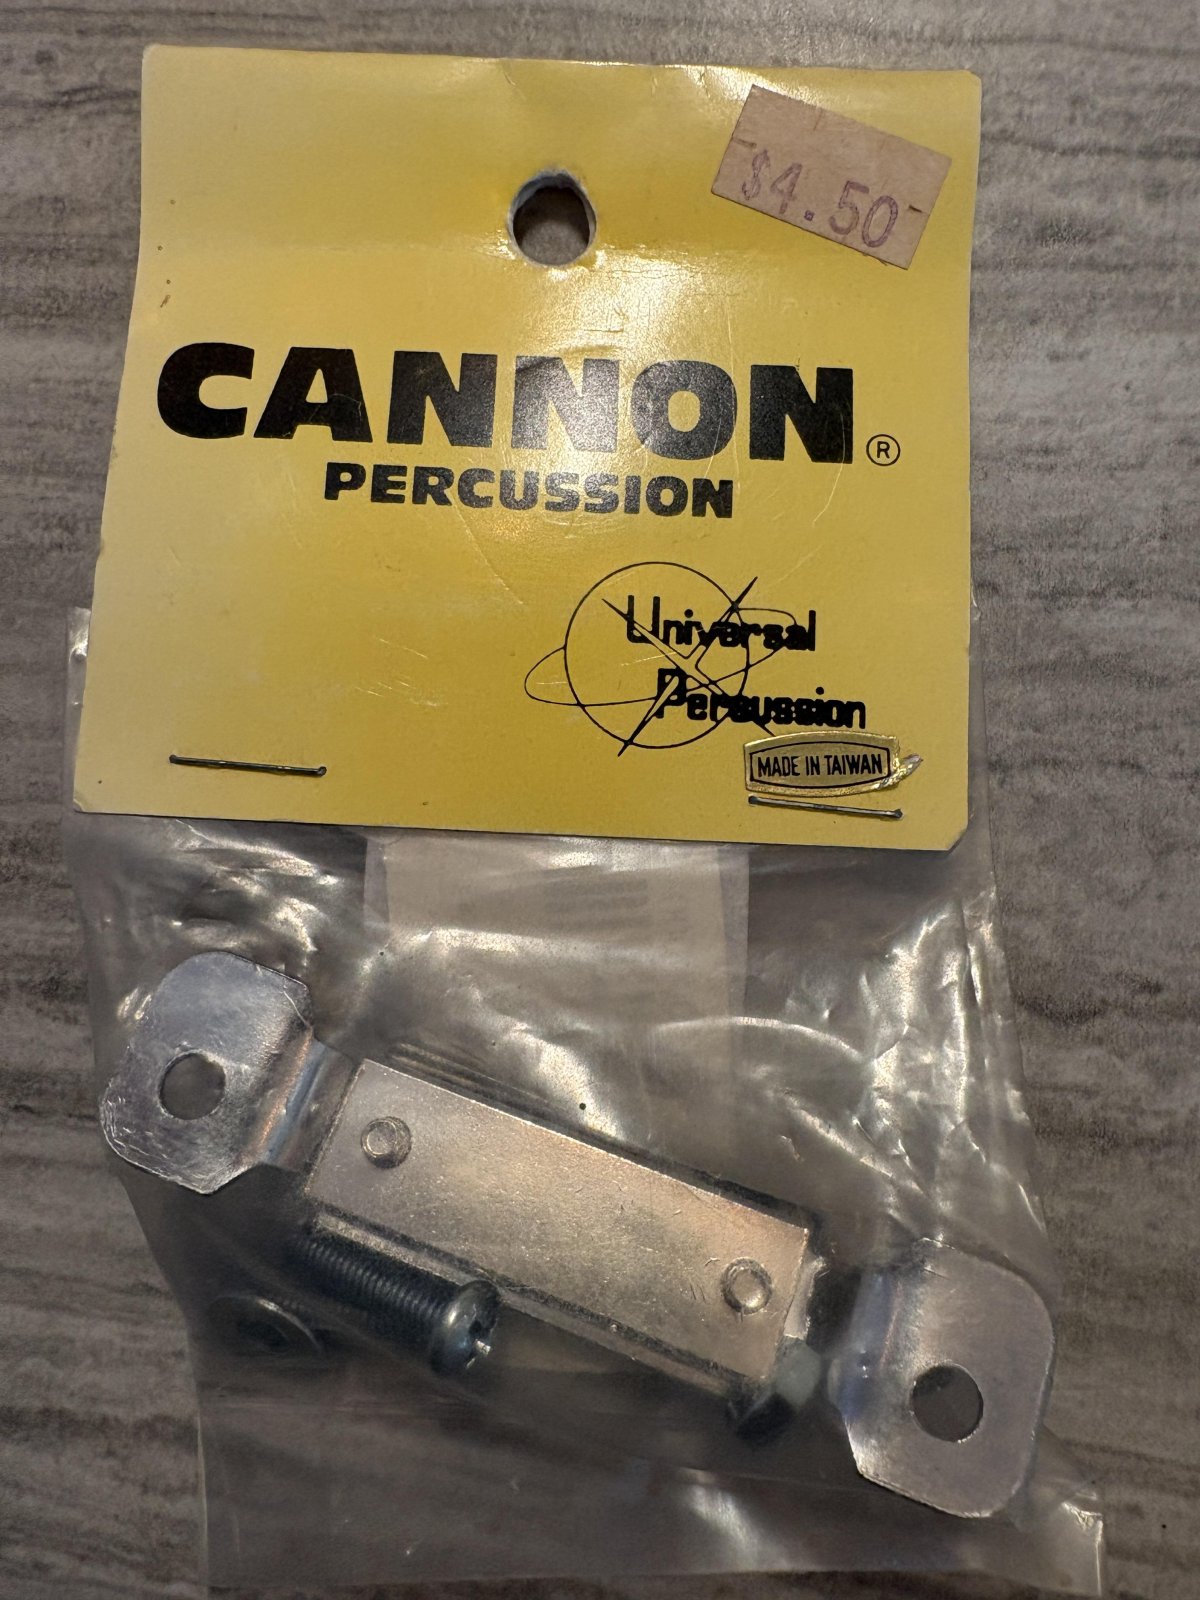 $4.50
CANNON®
PERCUSSION
Universal
Percussion
MADE IN TAIWAN